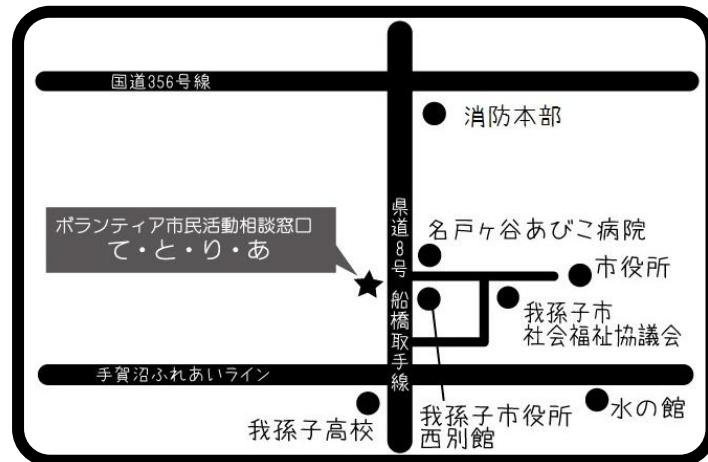 国道356号線
消防本部
県道8号 船橋取手線
ボランティア市民活動相談窓口
て・と・り・あ
名戸ヶ谷あびこ病院
市役所
我孫子市
社会福祉協議会
手賀沼ふれあいライン
我孫子高校
我孫子市役所
西別館
水の館